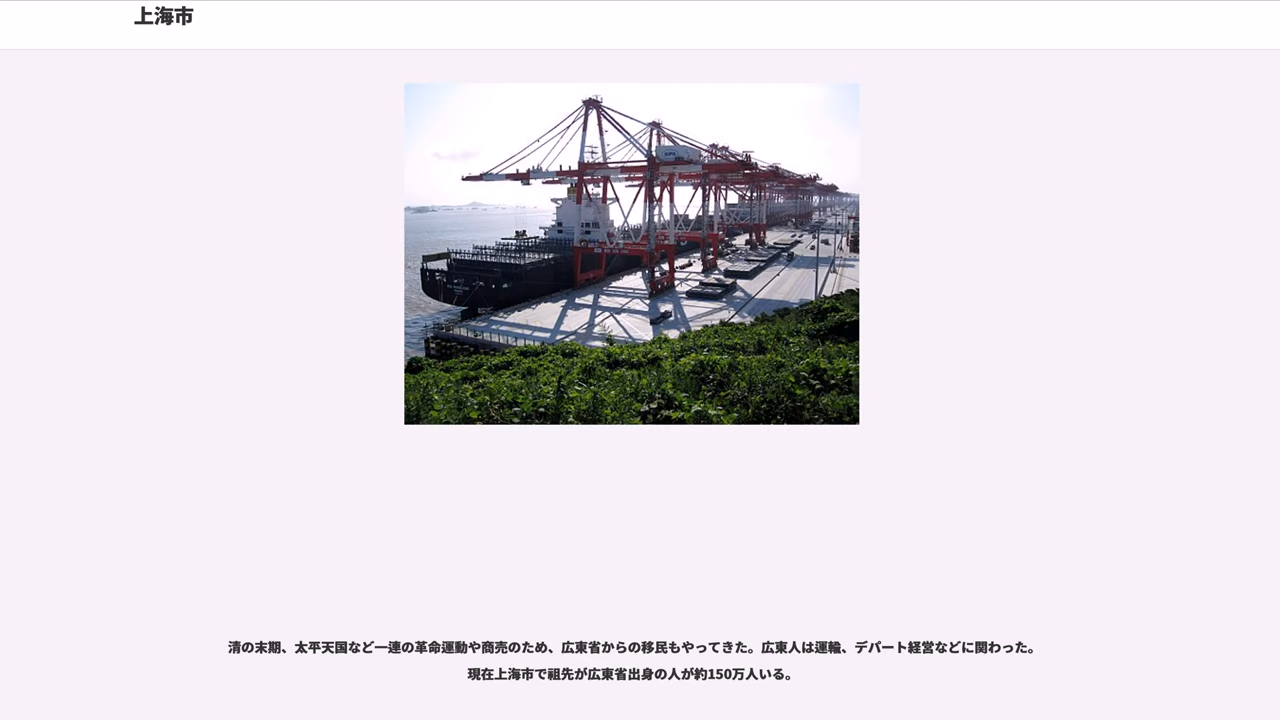 上海市
清の末期、太平天国など一連の革命運動や商売のため、広東省からの移民もやってきた。広東人は運輸、デパート経営などに関わった。
現在上海市で祖先が広東省出身の人が約150万人いる。